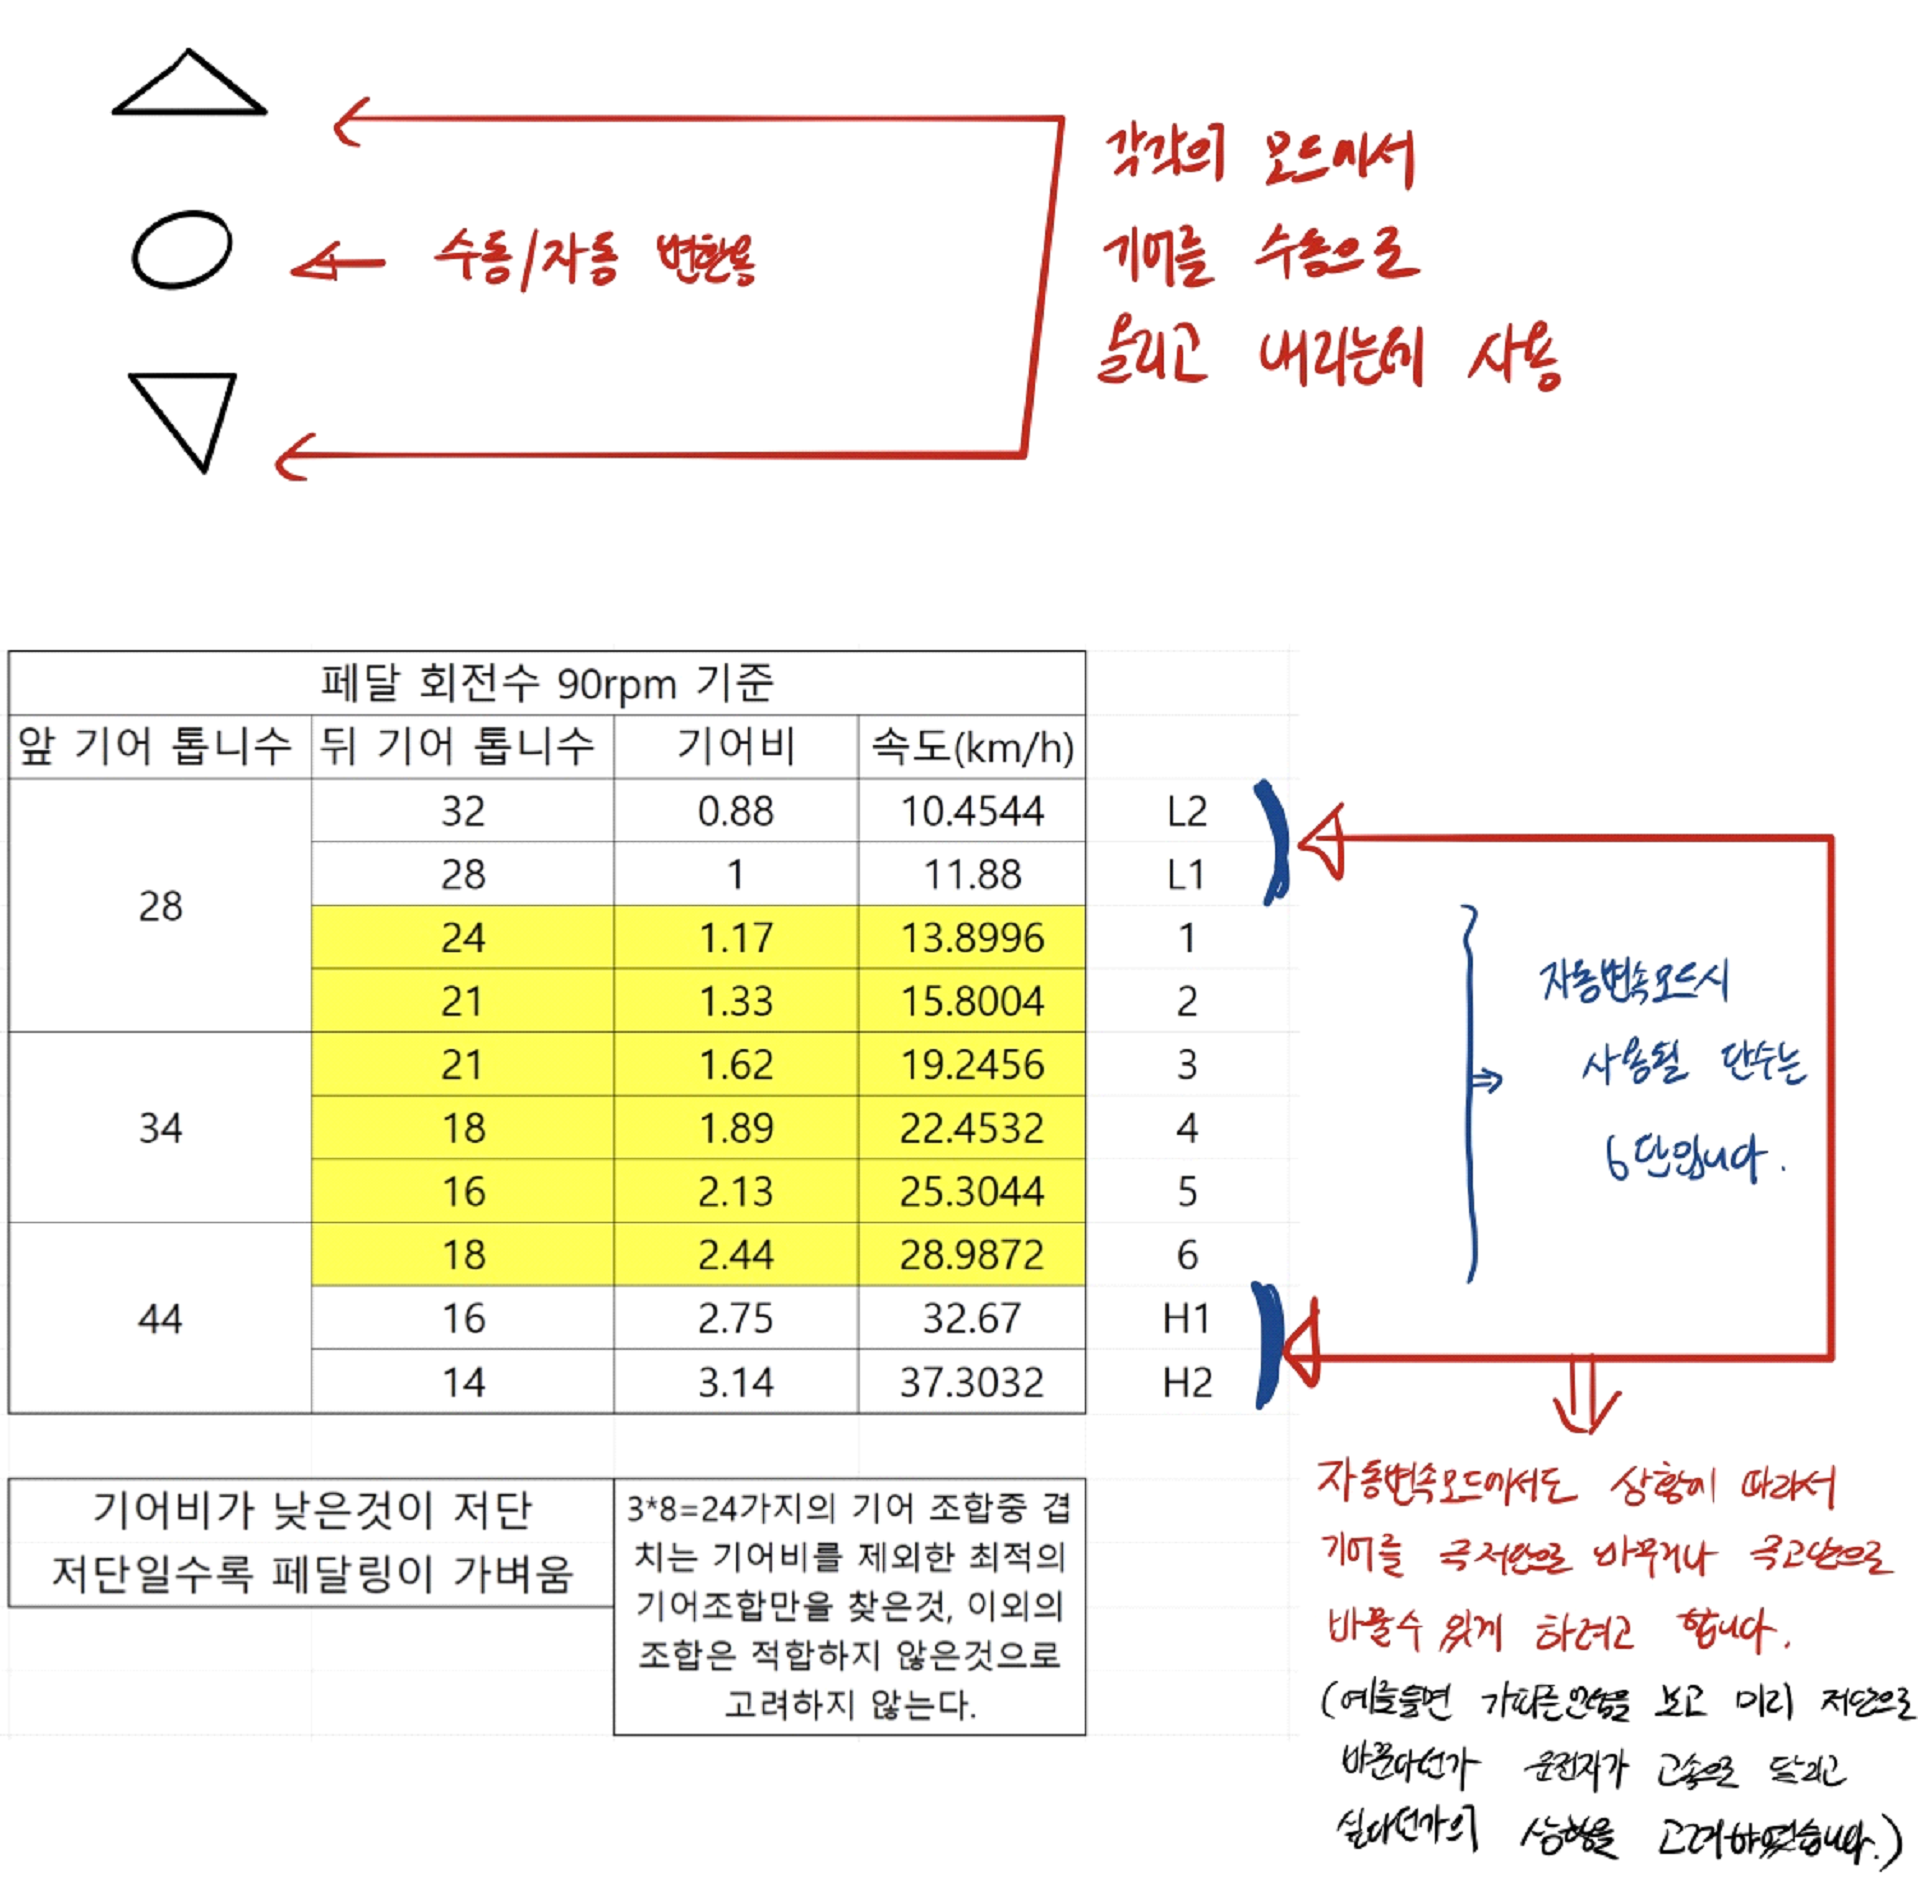 각각의 모드에서
기어를 수동으로
올리고 내리는데 사용
수동/자동 변환용
페달 회전수 90rpm 기준
앞 기어 톱니수 뒤 기어 톱니수 기어비 속도(km/h)
28
32 0.88 10.4544 L2
28 1 11.88 L1
24 1.17 13.8996 1
21 1.33 15.8004 2
34
21 1.62 19.2456 3
18 1.89 22.4532 4
16 2.13 25.3044 5
44
18 2.44 28.9872 6
16 2.75 32.67 H1
14 3.14 37.3032 H2
자동변속모드시
사용될 단수는
6단입니다.
기어비가 낮은것이 저단
저단일수록 페달링이 가벼움
3*8=24가지의 기어 조합중 겹
치는 기어비를 제외한 최적의
기어조합만을 찾은것, 이외의
조합은 적합하지 않은것으로
고려하지 않는다.
자동변속모드에서도 상황에 따라서
기어를 극저단으로 바꾸거나 극고단으로
바꿀수 있게 하려고 합니다.
(예를들면 가파른언덕을 보고 미리 저단으로
바꾼다던가 운전자가 고속으로 달리고
싶다던가의 상황을 고려하였습니다.)